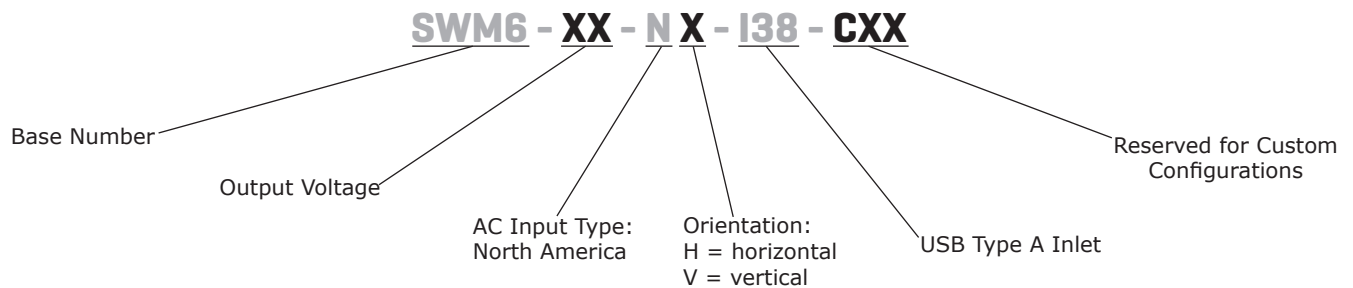 SWM6 - XX - N X - I38 - CXX
Base Number
Output Voltage
AC Input Type:
North America
Orientation:
H = horizontal
V = vertical
USB Type A Inlet
Reserved for Custom
Configurations